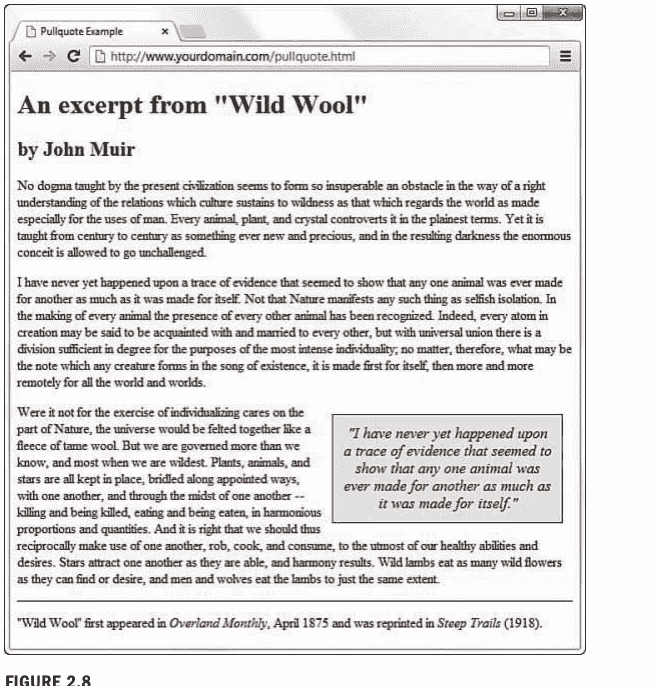 Pullquote Example
http://www.yourdomain.com/pullquote.html
An excerpt from "Wild Wool"
by John Muir
No dogma taught by the present civilization seems to form so insuperable an obstacle in the way of a right
understanding of the relations which culture sustains to wildness as that which regards the world as made
especially for the uses of man. Every animal, plant, and crystal controverts it in the plainest terms. Yet it is
taught from century to century as something ever new and precious, and in the resulting darkness the enormous
conceit is allowed to go unchallenged.
I have never yet happened upon a trace of evidence that seemed to show that any one animal was ever made
for another as much as it was made for itself. Not that Nature manifests any such thing as selfish isolation. In
the making of every animal the presence of every other animal has been recognized. Indeed, every atom in
creation may be said to be acquainted with and married to every other, but with universal union there is a
division sufficient in degree for the purposes of the most intense individuality; no matter, therefore, what may be
the note which any creature forms in the song of existence, it is made first for itself, then more and more
remotely for all the world and worlds.
Were it not for the exercise of individualizing cares on the
part of Nature, the universe would be felted together like a
fleece of tame wool. But we are governed more than we
know, and most when we are wildest. Plants, animals, and
stars are all kept in place, bridled along appointed ways,
with one another, and through the midst of one another --
killing and being killed, eating and being eaten, in harmonious
proportions and quantities. And it is right that we should thus
reciprocally make use of one another, rob, cook, and consume, to the utmost of our healthy abilities and
desires. Stars attract one another as they are able, and harmony results. Wild lambs eat as many wild flowers
as they can find or desire, and men and wolves eat the lambs to just the same extent.
"I have never yet happened upon
a trace of evidence that seemed to
show that any one animal was
ever made for another as much as
it was made for itself."
"Wild Wool" first appeared in Overland Monthly, April 1875 and was reprinted in Steep Trails (1918).
FIGURE 2.8